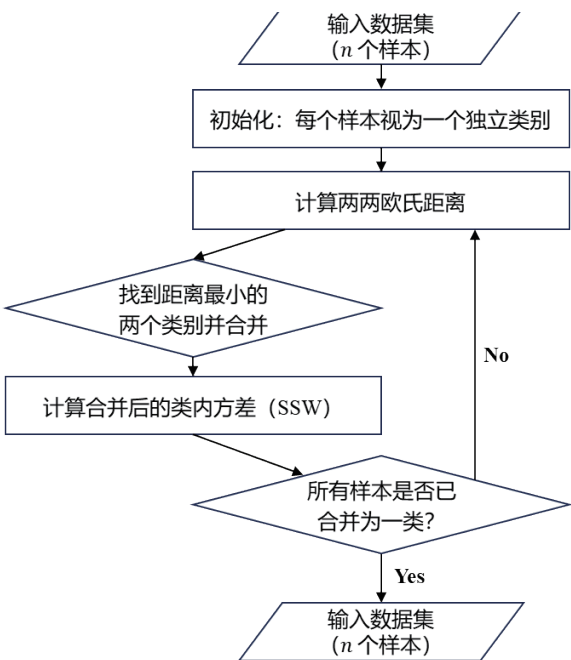 输入数据集
（n 个样本）
初始化：每个样本视为一个独立类别
计算两两欧氏距离
找到距离最小的
两个类别并合并
No
计算合并后的类内方差（SSW）
所有样本是否已
合并为一类？
Yes
输入数据集
（n 个样本）